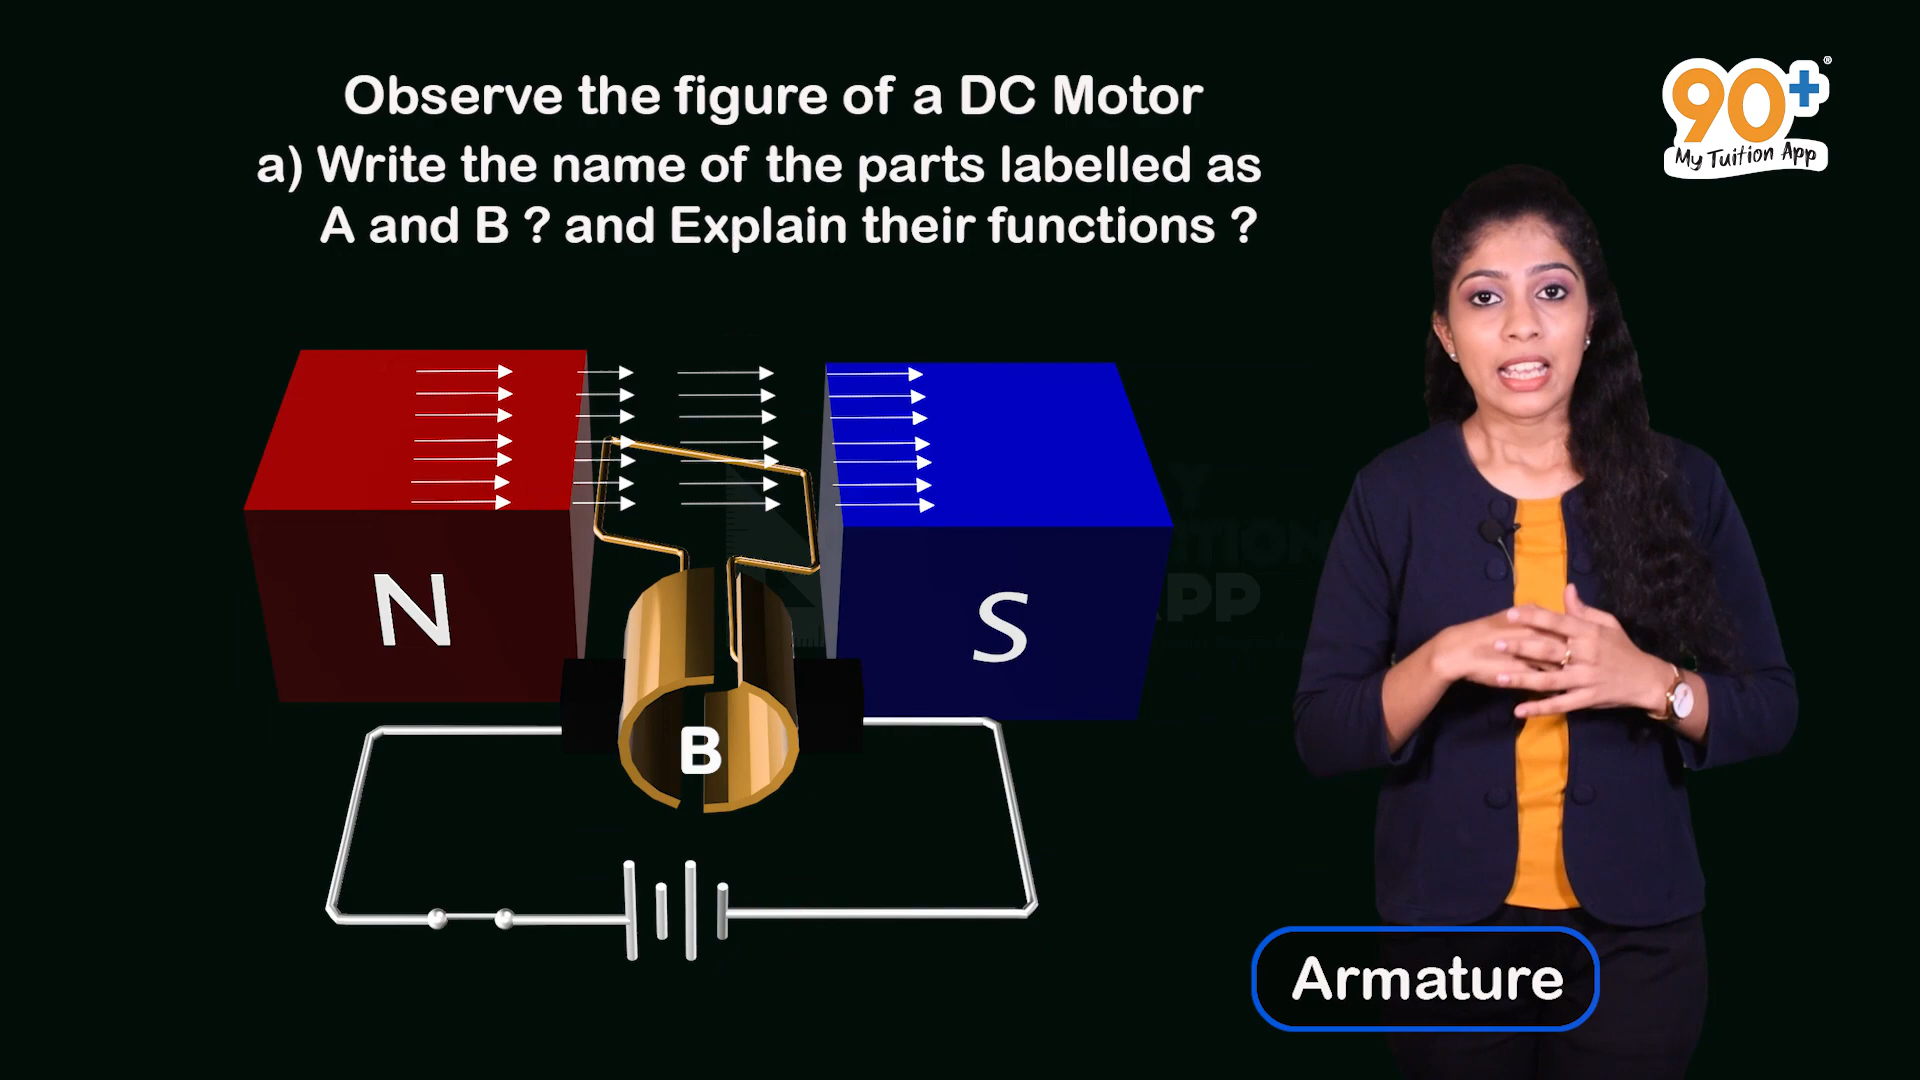 Observe the figure of a DC Motor
a) Write the name of the parts labelled as
A and B ? and Explain their functions ?
90+®
My Tuition App
N
S
B
Armature